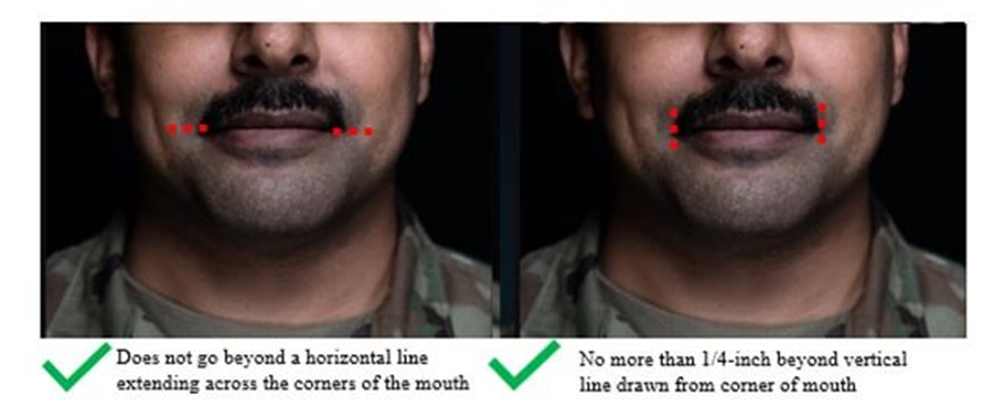 Does not go beyond a horizontal line
extending across the corners of the mouth
No more than 1/4-inch beyond vertical
line drawn from corner of mouth